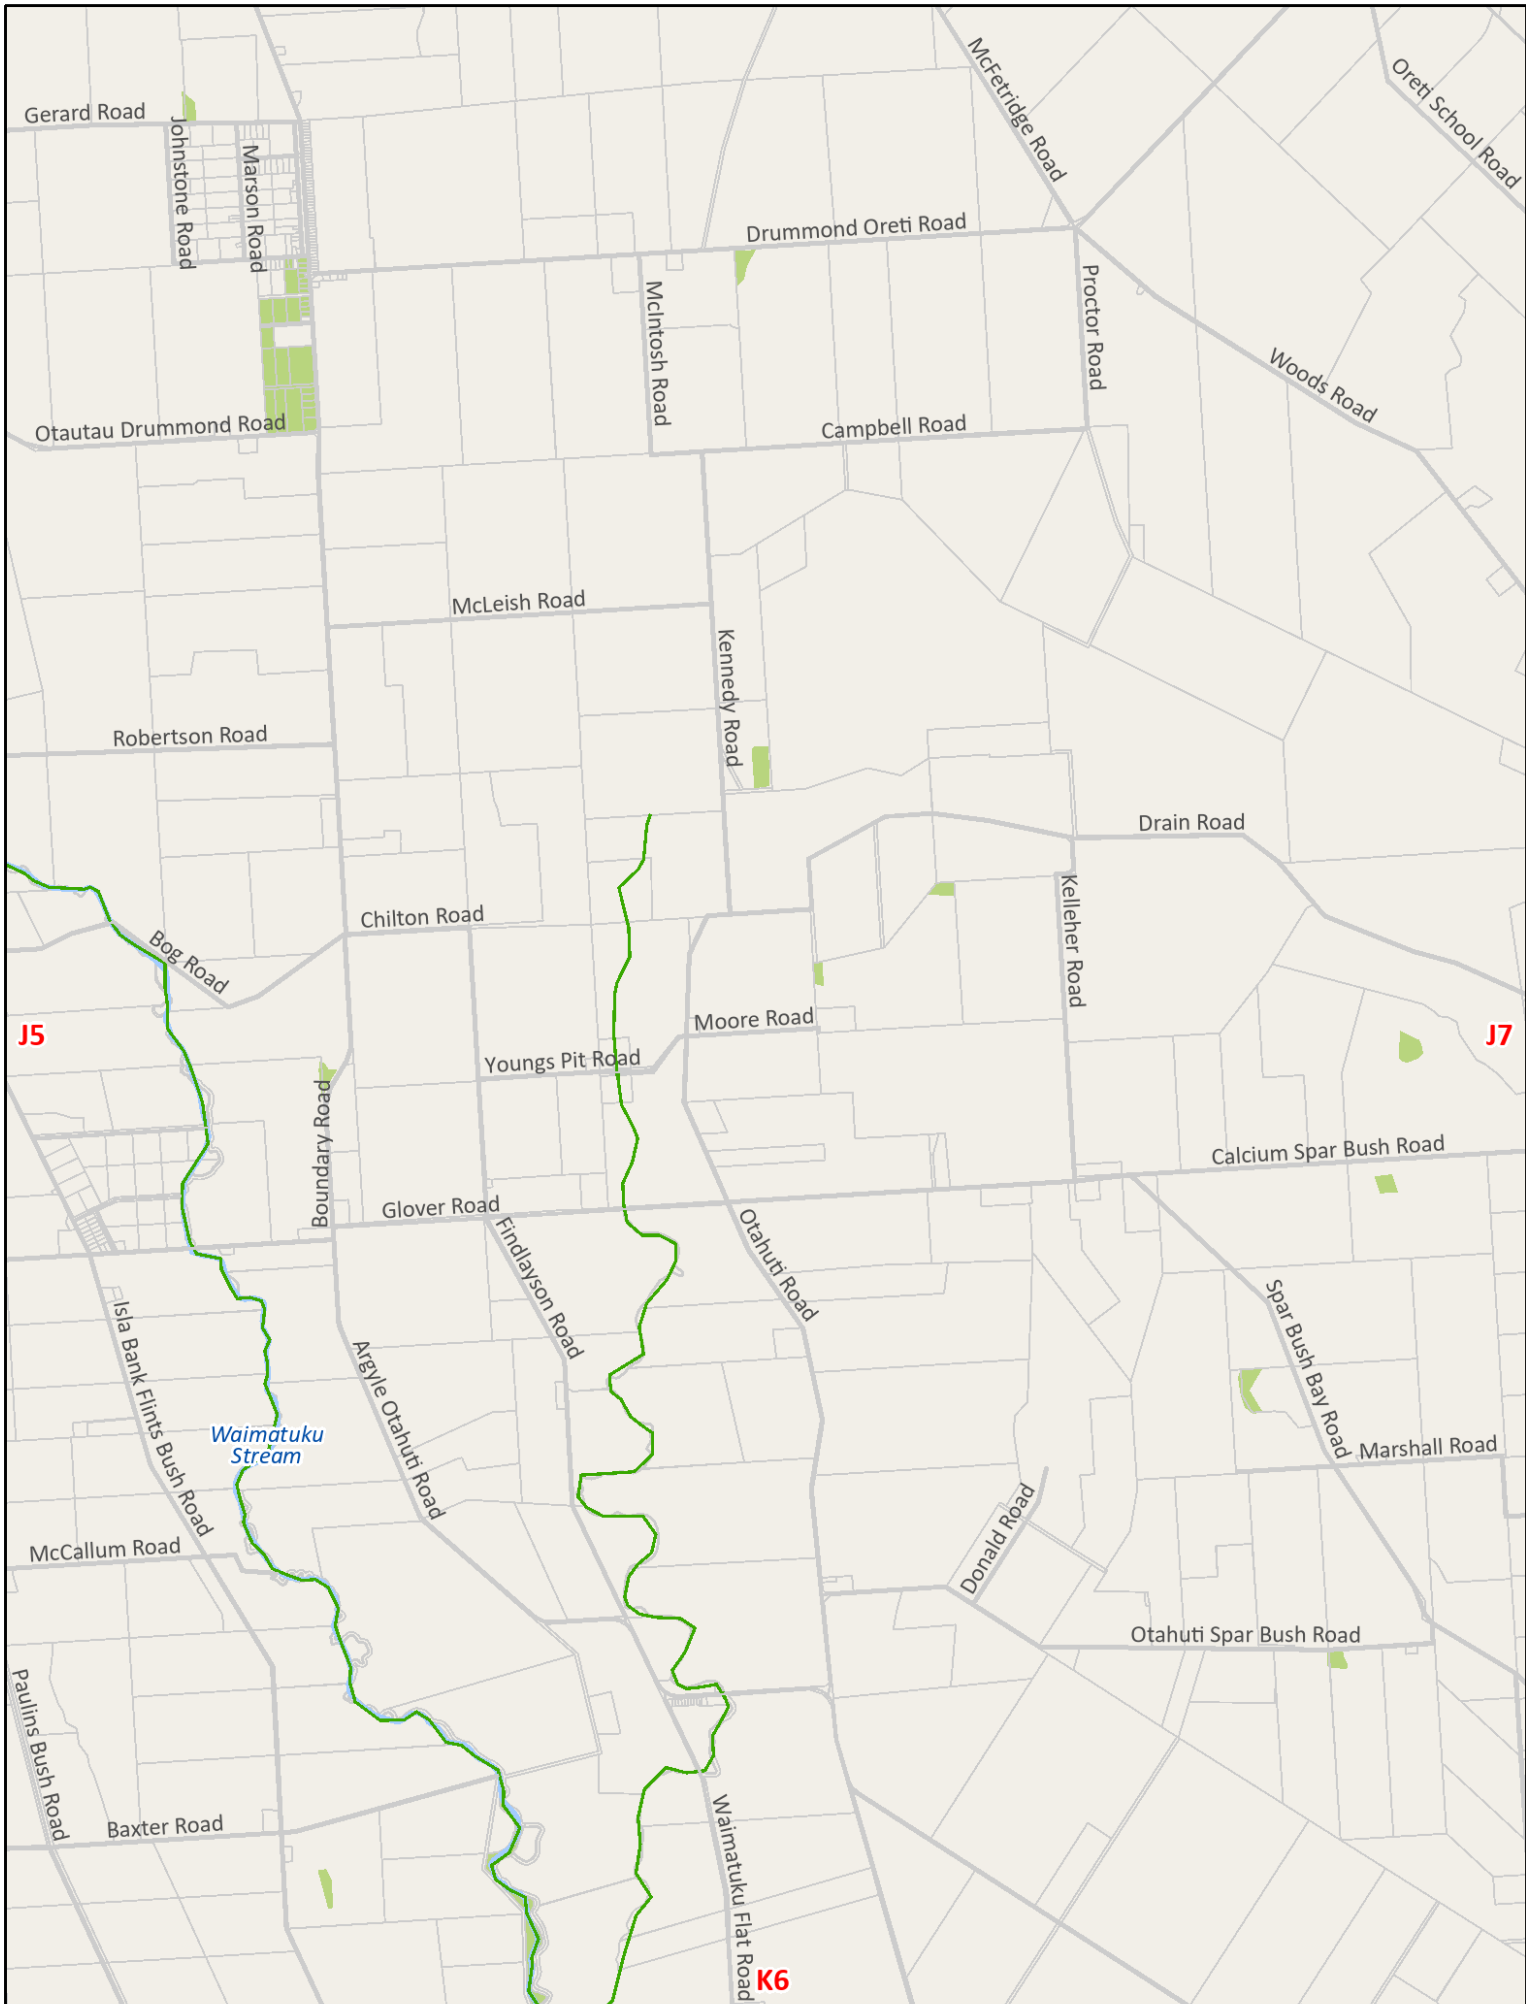 McFetridge Road
Oreti School Road
Gerard Road
Johnstone Road
Marson Road
Drummond Oreti Road
McIntosh Road
Proctor Road
Woods Road
Otautau Drummond Road
Campbell Road
McLeish Road
Kennedy Road
Robertson Road
Drain Road
Chilton Road
Kelleher Road
Bog Road
J5
Moore Road
J7
Youngs Pit Road
Boundary Road
Calcium Spar Bush Road
Glover Road
Findlayson Road
Otahuti Road
Isla Bank Flints Bush Road
Spar Bush Bay Road
Argyle Otahuti Road
Waimatuku
Stream
Marshall Road
Donald Road
McCallum Road
Otahuti Spar Bush Road
Paulins Bush Road
Baxter Road
Waimatuku Flat Road
K6